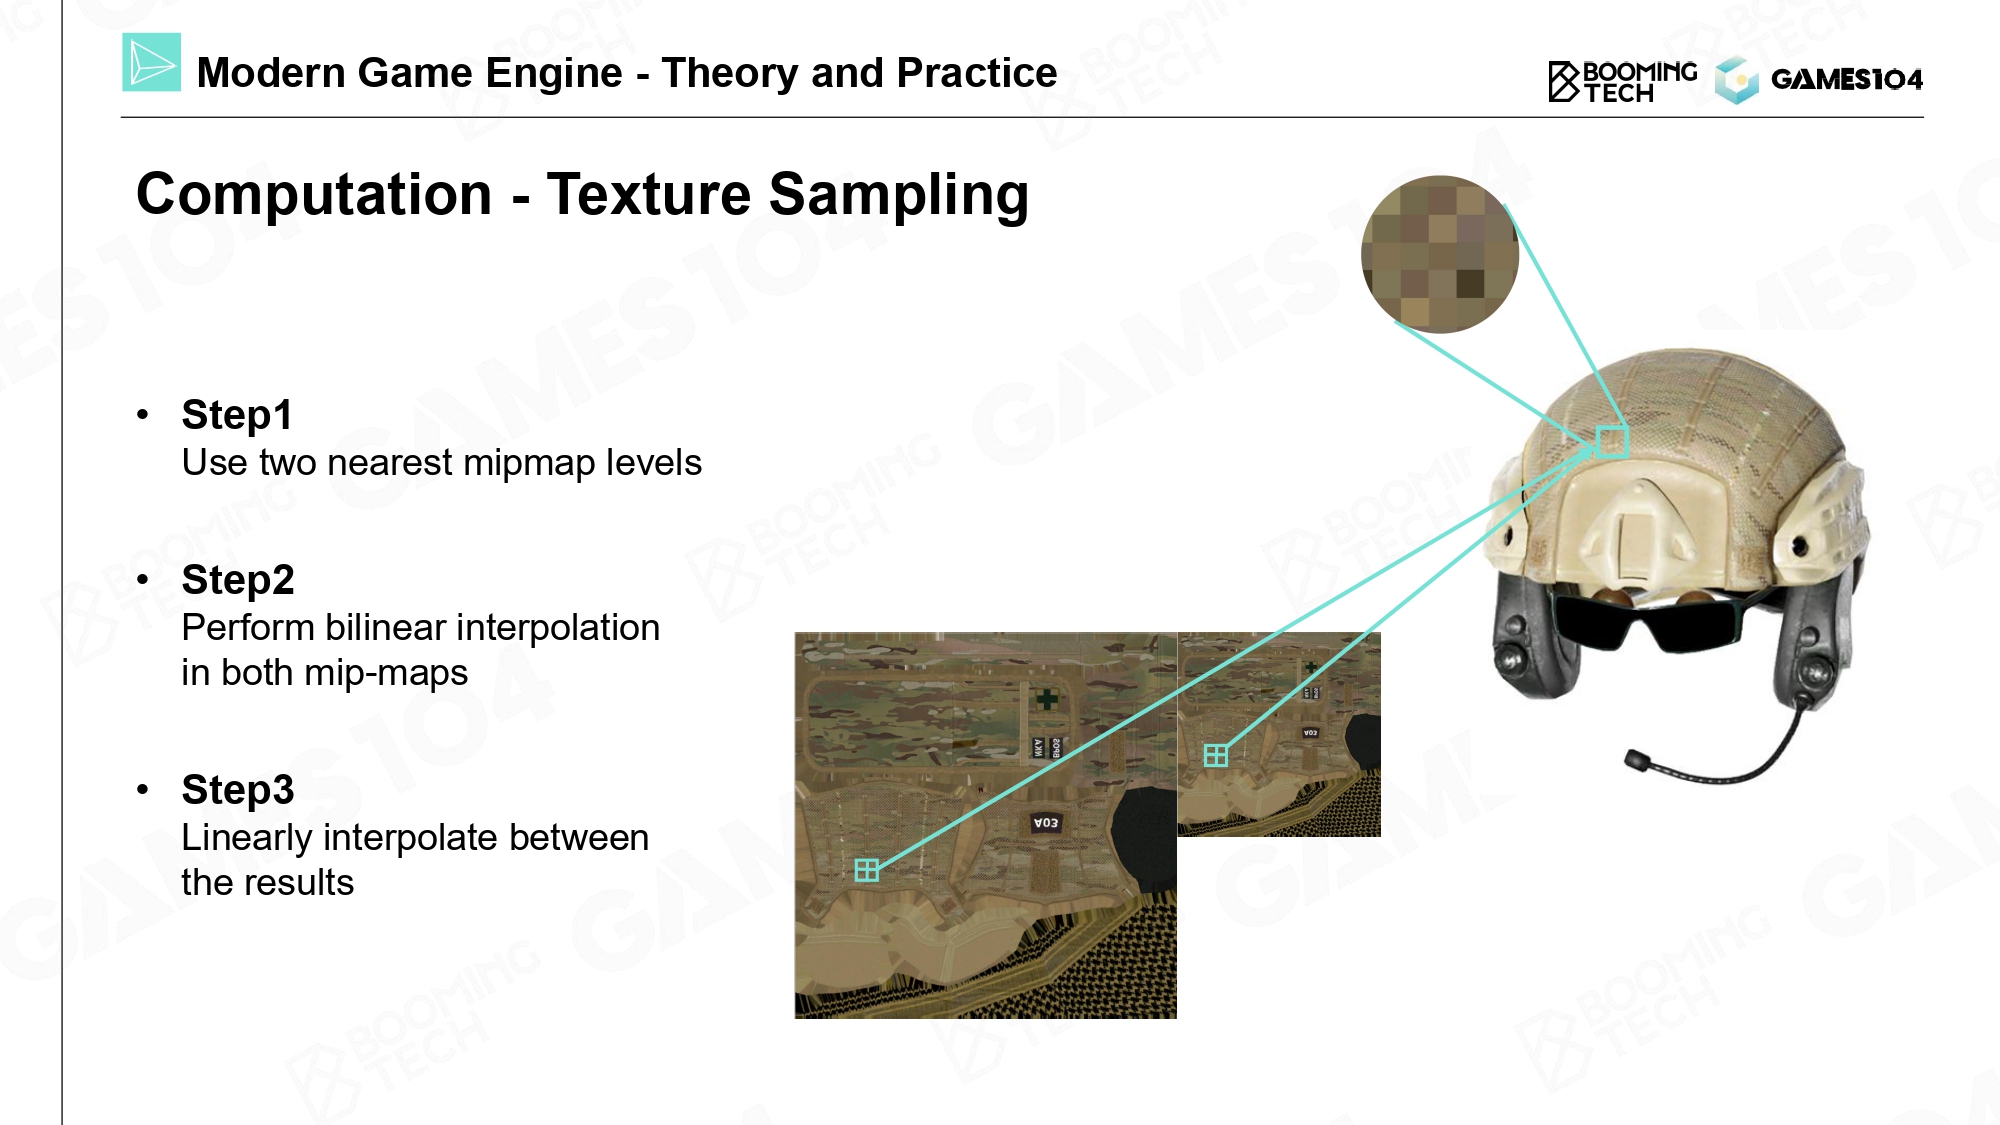 Modern Game Engine - Theory and Practice
BOOMING
TECH
GAMES104
Computation - Texture Sampling
• Step1
Use two nearest mipmap levels
• Step2
Perform bilinear interpolation
in both mip-maps
• Step3
Linearly interpolate between
the results